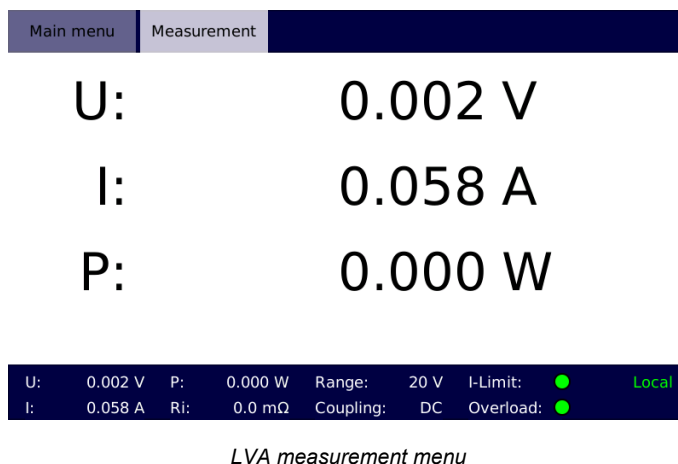 Main menu Measurement
U: 0.002 V
I: 0.058 A
P: 0.000 W
U: 0.002 V P: 0.000 W Range: 20 V I-Limit: Local
I: 0.058 A Ri: 0.0 mΩ Coupling: DC Overload:
LVA measurement menu